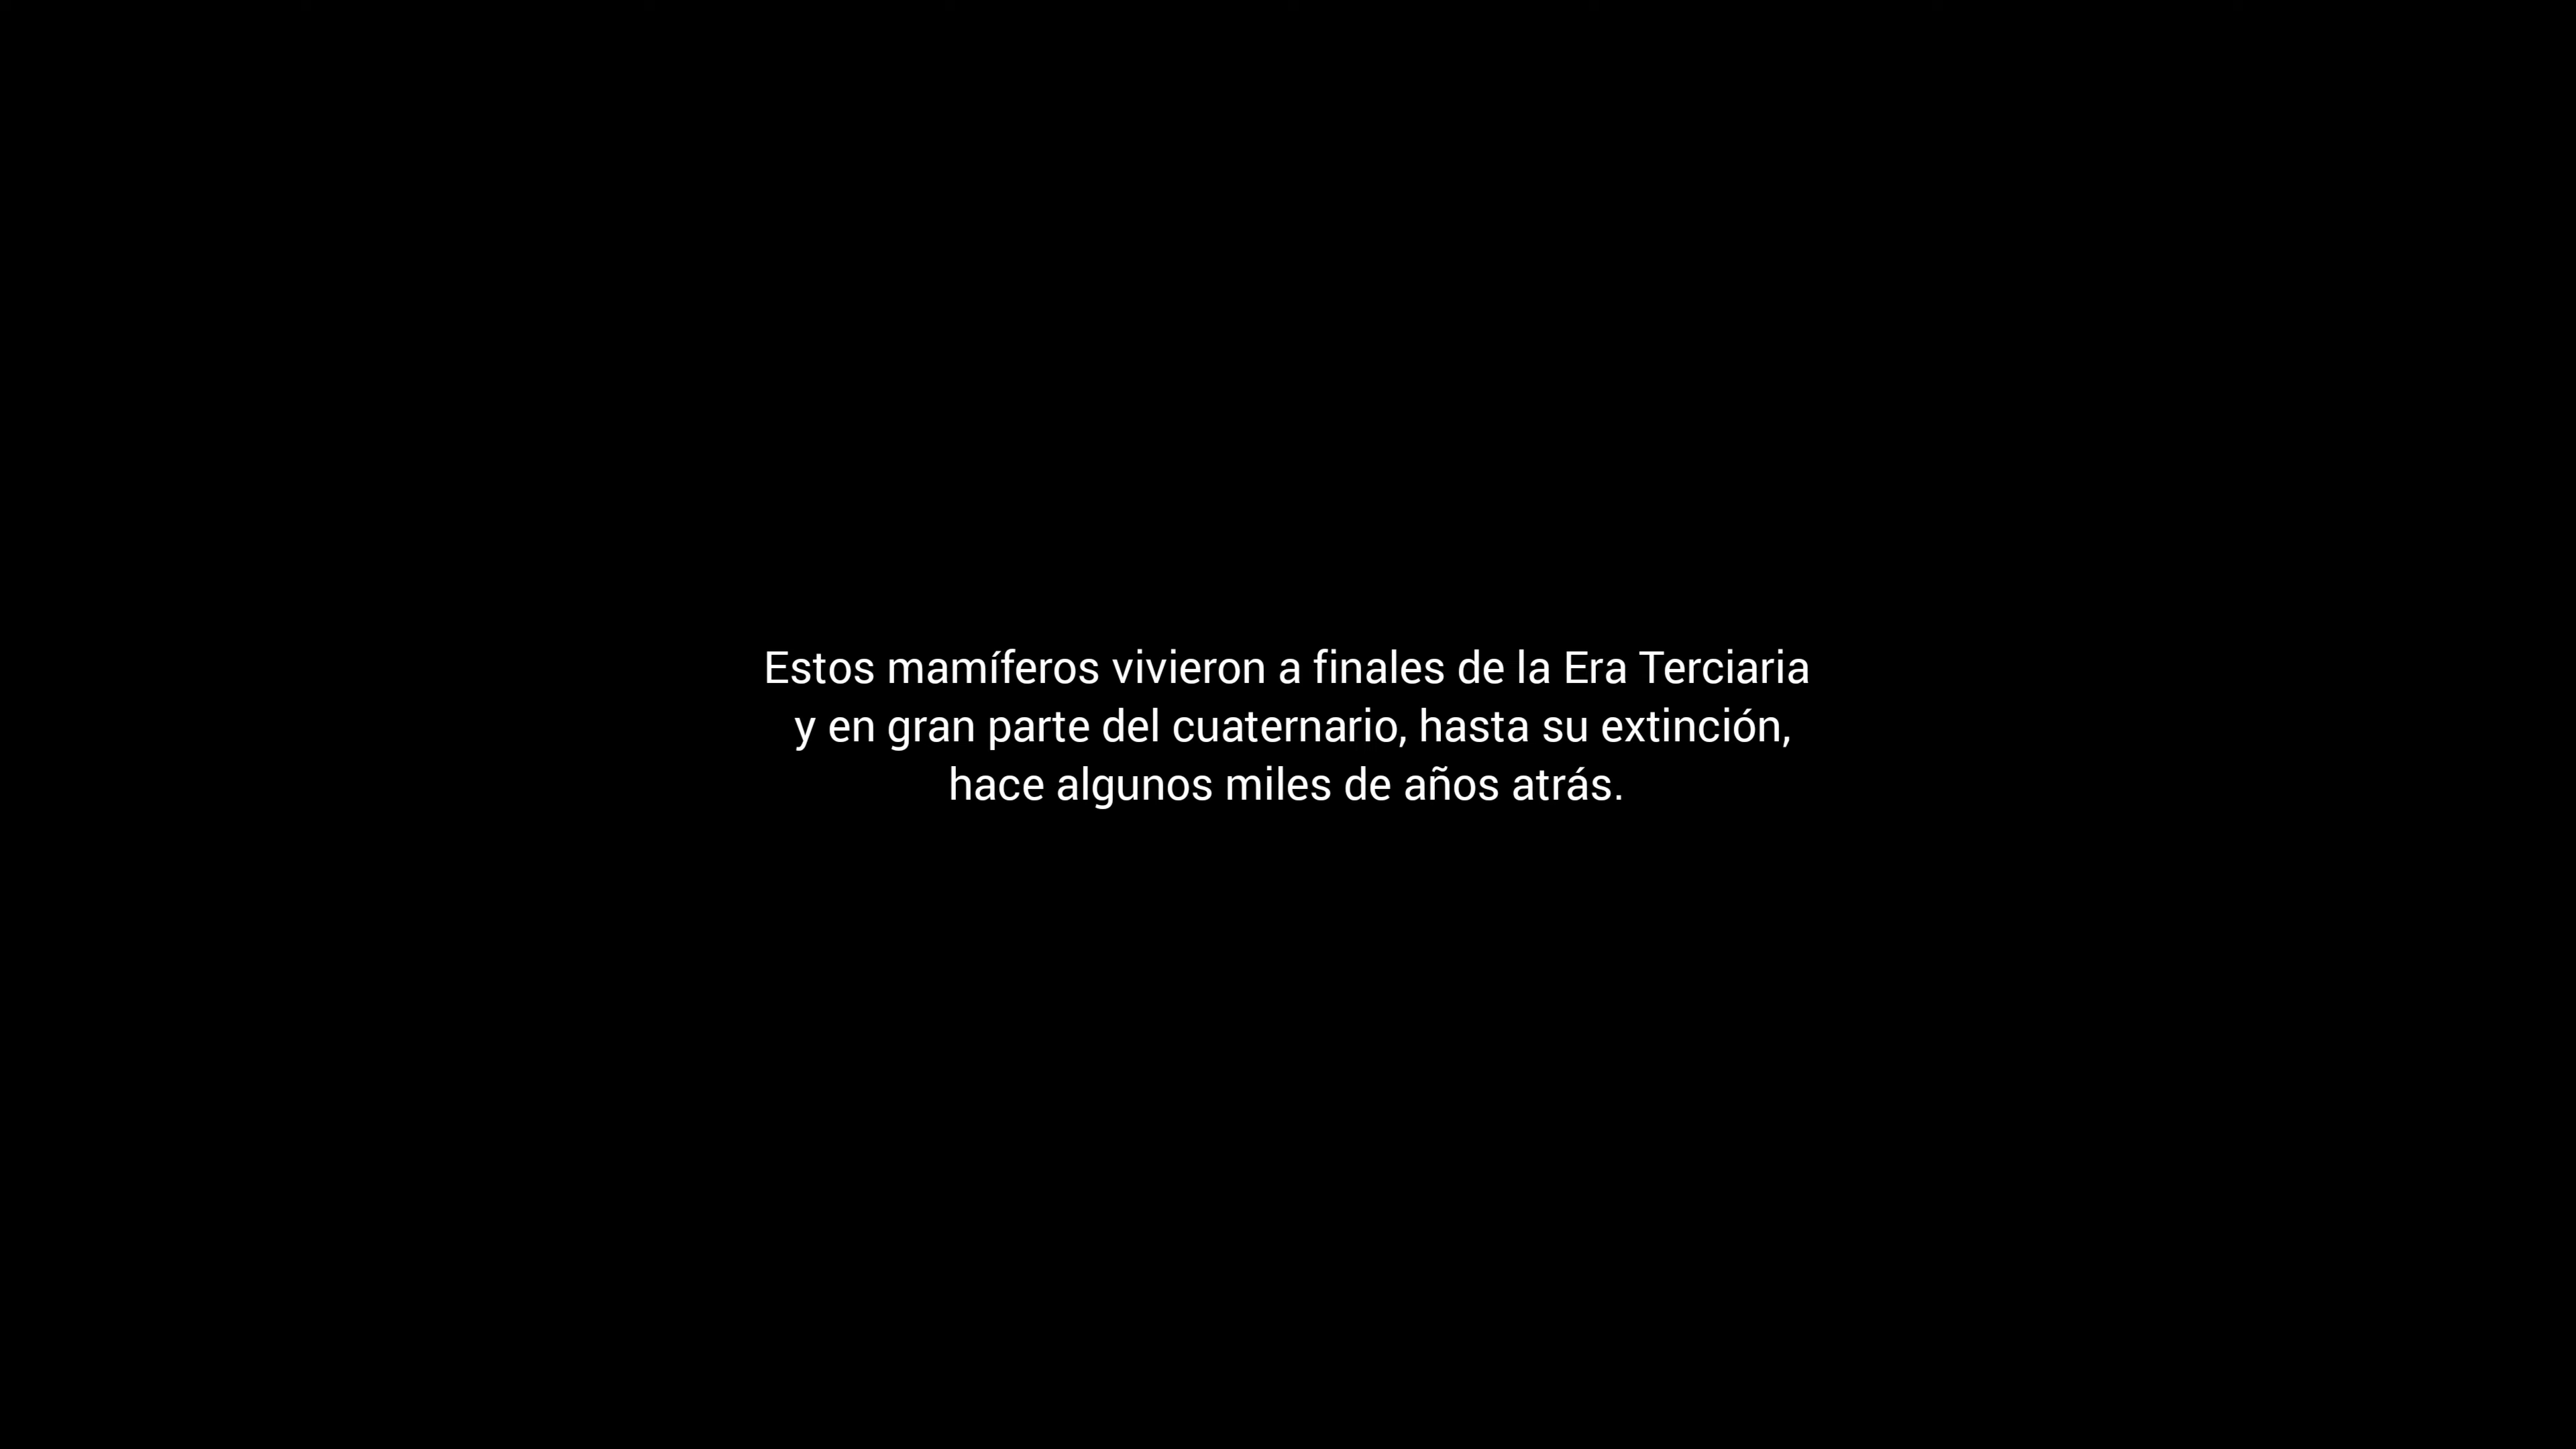 Estos mamíferos vivieron a finales de la Era Terciaria
y en gran parte del cuaternario, hasta su extinción,
hace algunos miles de años atrás.